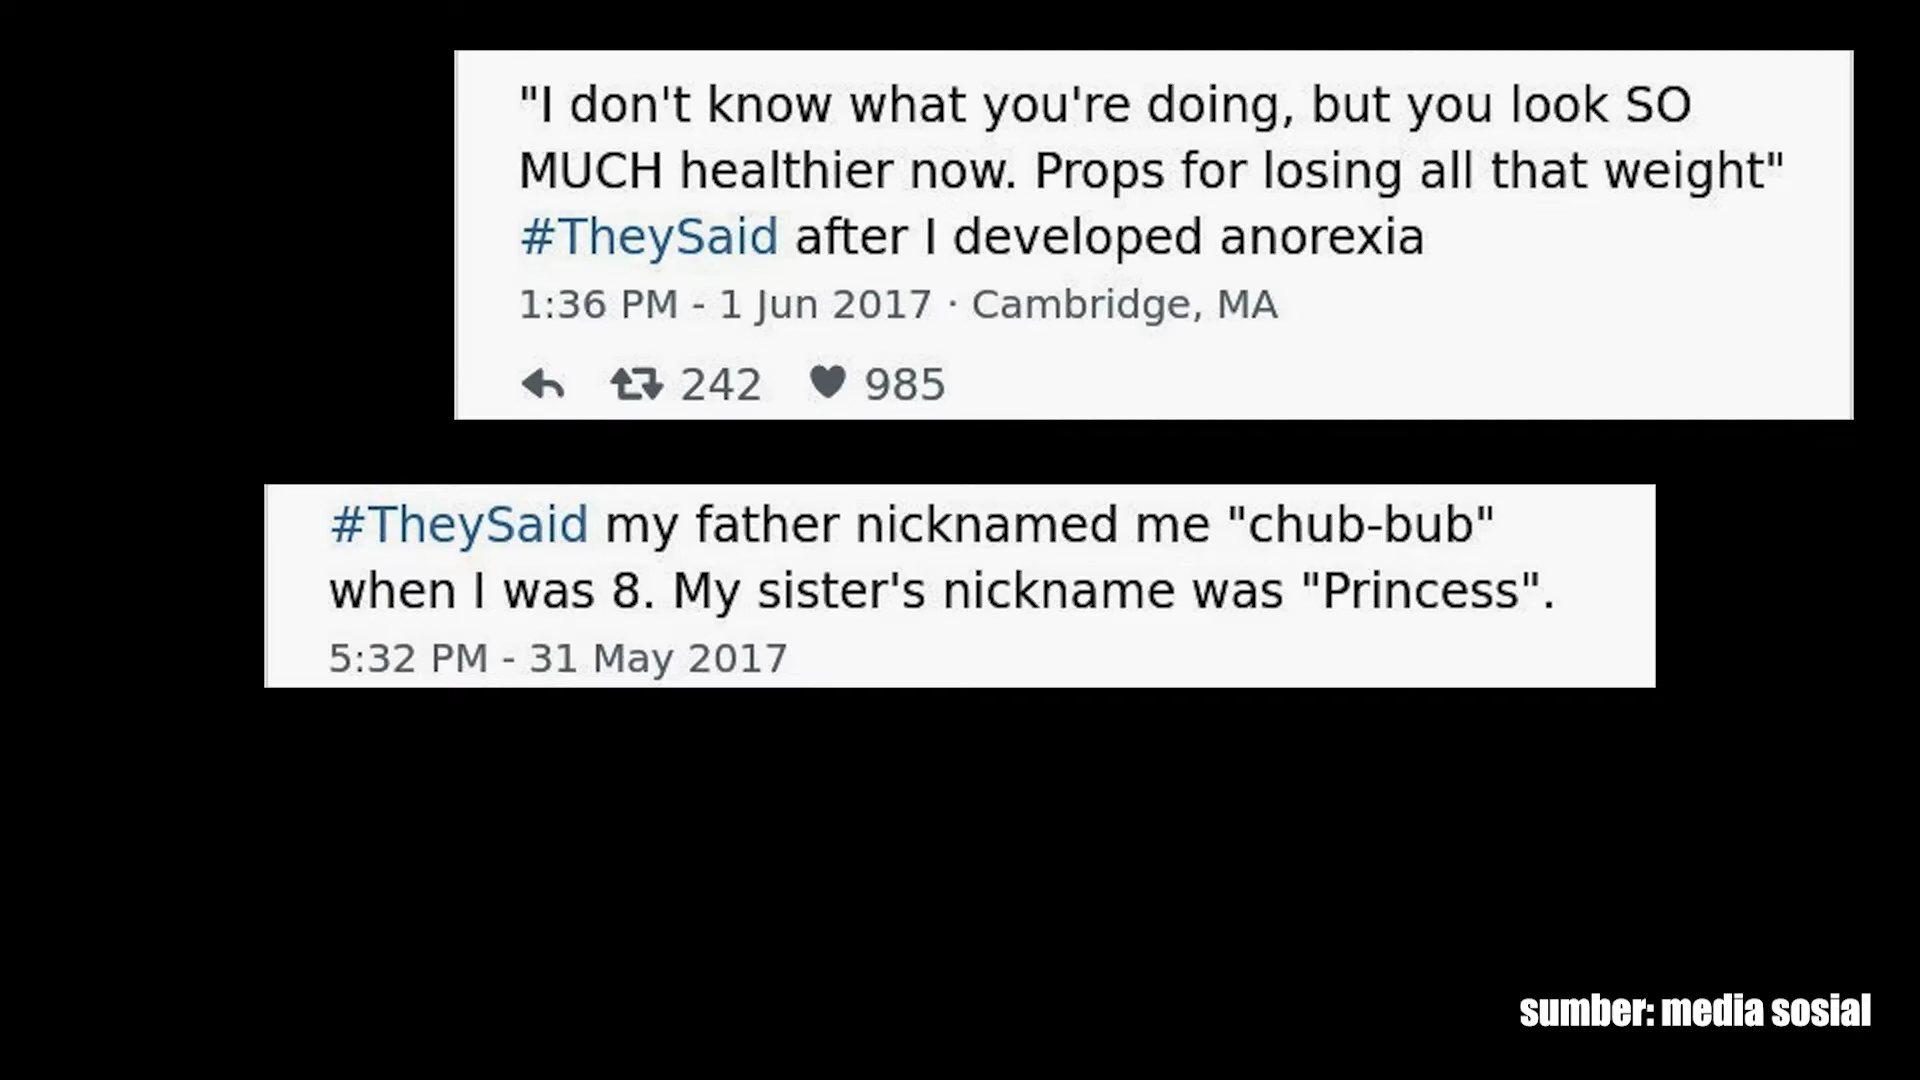 "I don't know what you're doing, but you look SO
MUCH healthier now. Props for losing all that weight"
#TheySaid after I developed anorexia
1:36 PM - 1 Jun 2017 · Cambridge, MA
242 985
#TheySaid my father nicknamed me "chub-bub"
when I was 8. My sister's nickname was "Princess".
5:32 PM - 31 May 2017
sumber: media sosial